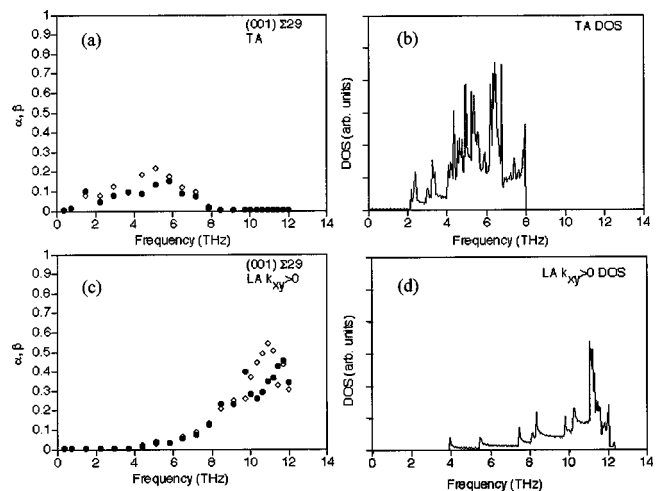 (a)
(001) Σ29
TA
α, β
1
0.9
0.8
0.7
0.6
0.5
0.4
0.3
0.2
0.1
0
0 2 4 6 8 10 12 14
Frequency (THz)
(b)
TA DOS
DOS (arb. units)
0 2 4 6 8 10 12 14
Frequency (THz)
(c)
(001) Σ29
LA k_xy>0
α, β
1
0.9
0.8
0.7
0.6
0.5
0.4
0.3
0.2
0.1
0
0 2 4 6 8 10 12 14
Frequency (THz)
(d)
LA k_xy>0 DOS
DOS (arb. units)
0 2 4 6 8 10 12 14
Frequency (THz)